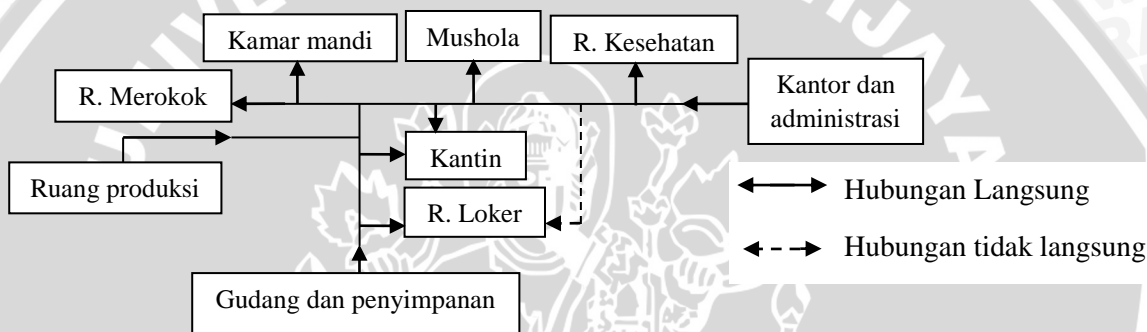 Kamar mandi
Mushola
R. Kesehatan
R. Merokok
Kantor dan
administrasi
Kantin
Ruang produksi
Hubungan Langsung
R. Loker
Hubungan tidak langsung
Gudang dan penyimpanan